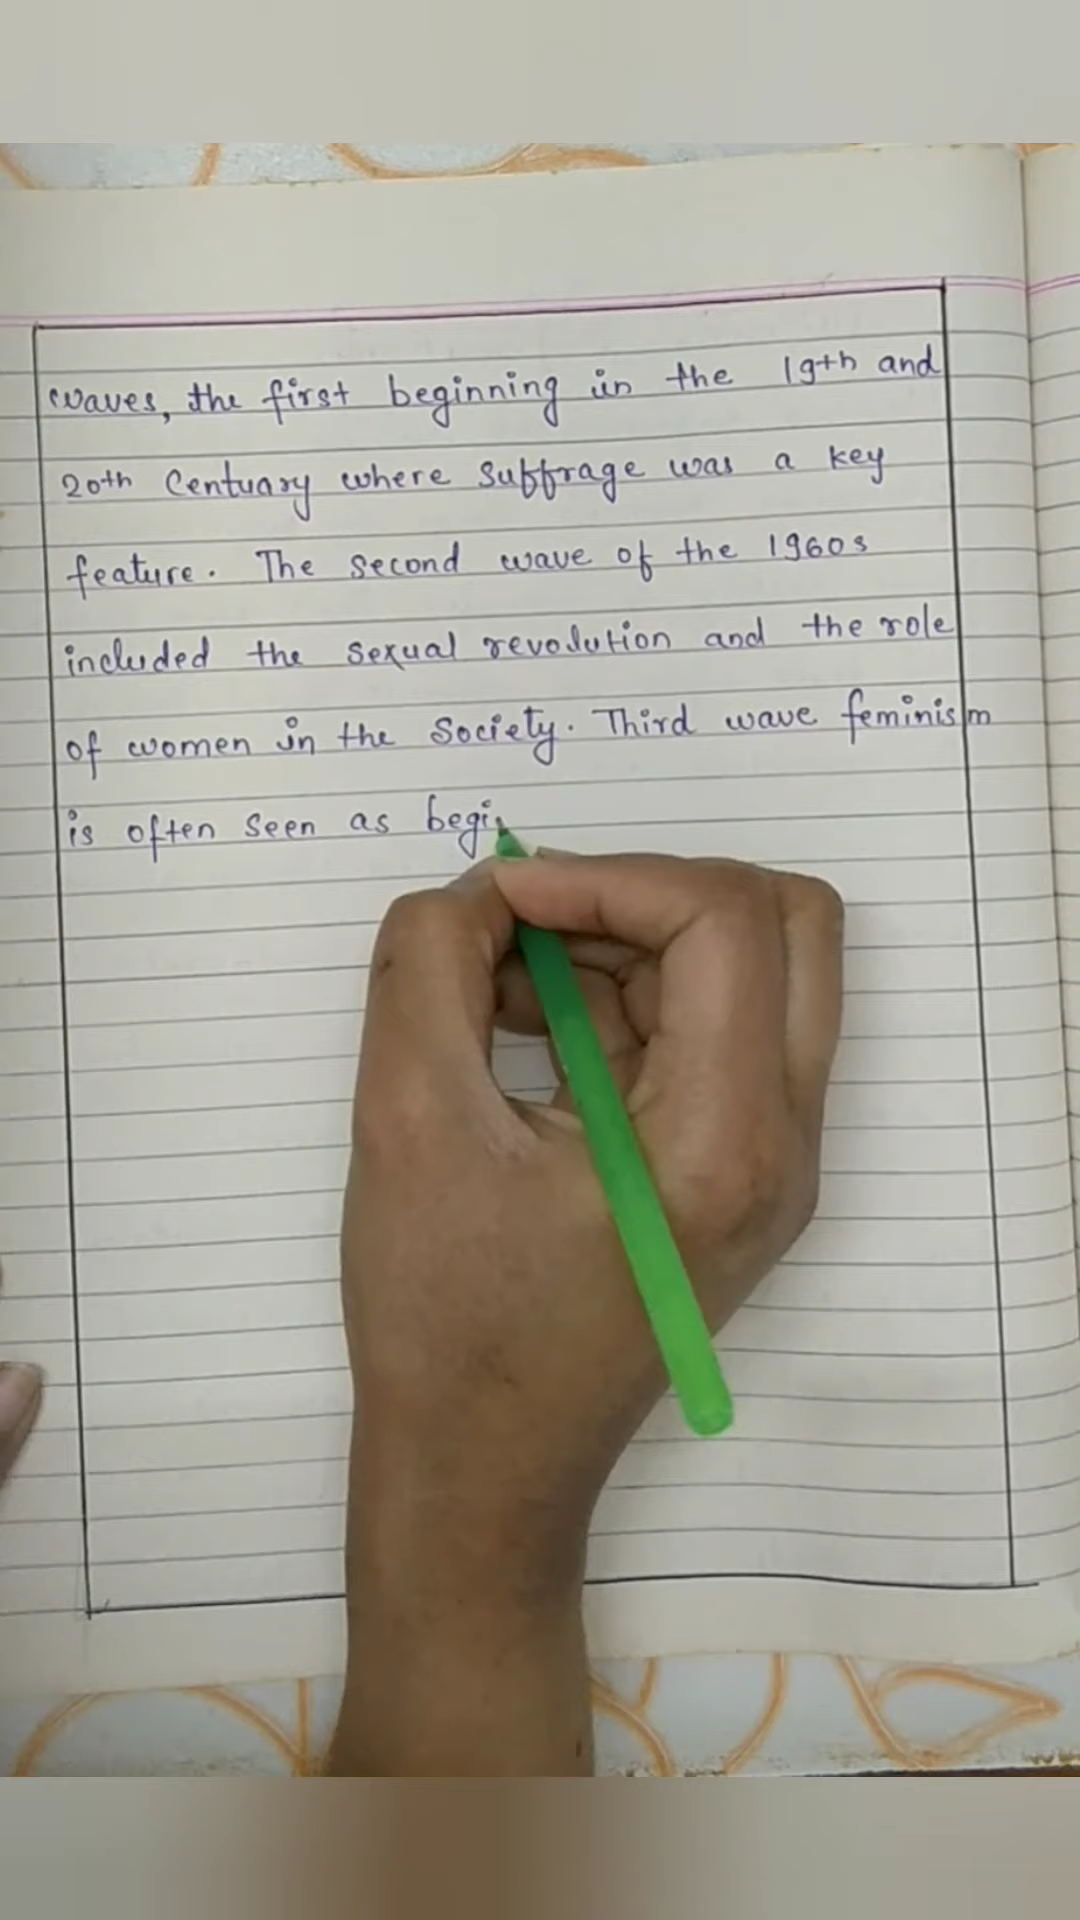 waves, the first beginning in the 19th and
20th Centuary where suffrage was a key
feature. The second wave of the 1960s
included the sexual revolution and the role
of women in the Society. Third wave feminism
is often seen as begi